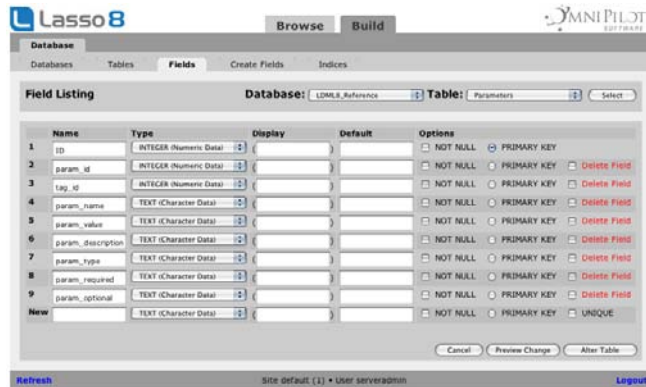 Lasso 8
Browse Build
OMNIPILOT
SOFTWARE
Database
Databases Tables Fields Create Fields Indices
Field Listing Database: LDML8_Reference Table: Parameters Select
Name Type Display Default Options
1 ID INTEGER (Numeric Data) ( ) NOT NULL PRIMARY KEY
2 param_id INTEGER (Numeric Data) ( ) NOT NULL PRIMARY KEY Delete Field
3 tag_id INTEGER (Numeric Data) ( ) NOT NULL PRIMARY KEY Delete Field
4 param_name TEXT (Character Data) ( ) NOT NULL PRIMARY KEY Delete Field
5 param_value TEXT (Character Data) ( ) NOT NULL PRIMARY KEY Delete Field
6 param_description TEXT (Character Data) ( ) NOT NULL PRIMARY KEY Delete Field
7 param_type TEXT (Character Data) ( ) NOT NULL PRIMARY KEY Delete Field
8 param_required TEXT (Character Data) ( ) NOT NULL PRIMARY KEY Delete Field
9 param_optional TEXT (Character Data) ( ) NOT NULL PRIMARY KEY Delete Field
New TEXT (Character Data) ( ) NOT NULL PRIMARY KEY UNIQUE
Cancel Preview Change Alter Table
Refresh Site default (1) • User serveradmin Logout